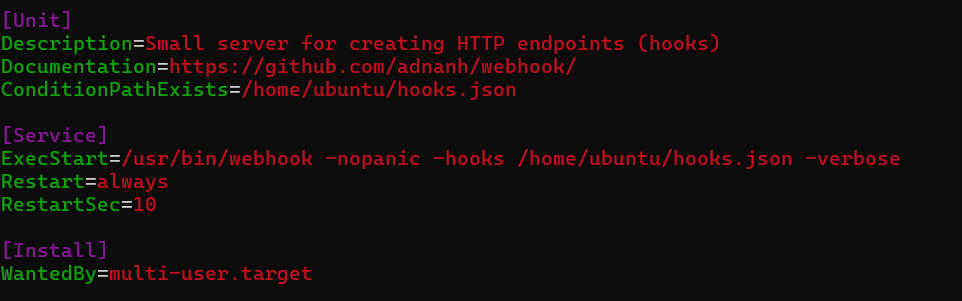 [Unit]
Description=Small server for creating HTTP endpoints (hooks)
Documentation=https://github.com/adnanh/webhook/
ConditionPathExists=/home/ubuntu/hooks.json
[Service]
ExecStart=/usr/bin/webhook -nopanic -hooks /home/ubuntu/hooks.json -verbose
Restart=always
RestartSec=10
[Install]
WantedBy=multi-user.target